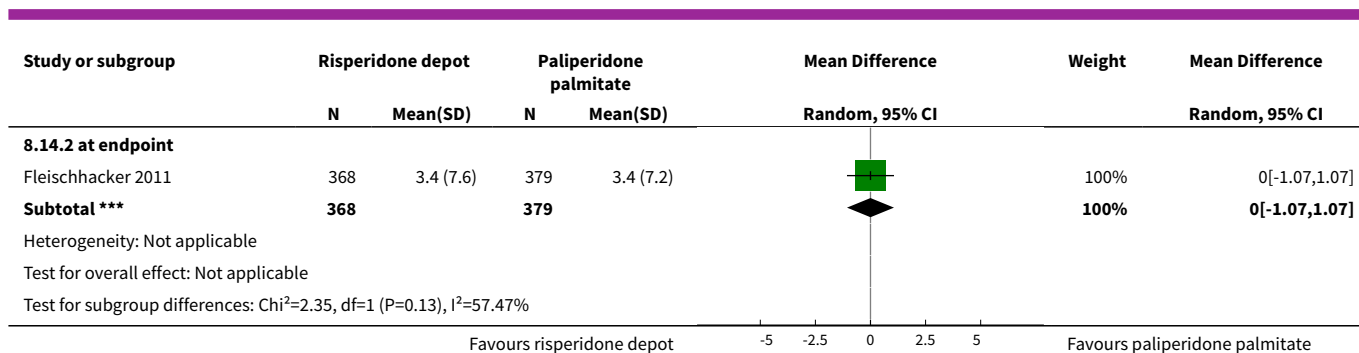 Study or subgroup Risperidone depot Paliperidone palmitate Mean Difference Weight Mean Difference
N Mean(SD) N Mean(SD) Random, 95% CI Random, 95% CI
8.14.2 at endpoint
Fleischhacker 2011 368 3.4 (7.6) 379 3.4 (7.2) 100% 0[-1.07,1.07]
Subtotal *** 368 379 100% 0[-1.07,1.07]
Heterogeneity: Not applicable
Test for overall effect: Not applicable
Test for subgroup differences: Chi²=2.35, df=1 (P=0.13), I²=57.47%
Favours risperidone depot -5 -2.5 0 2.5 5 Favours paliperidone palmitate